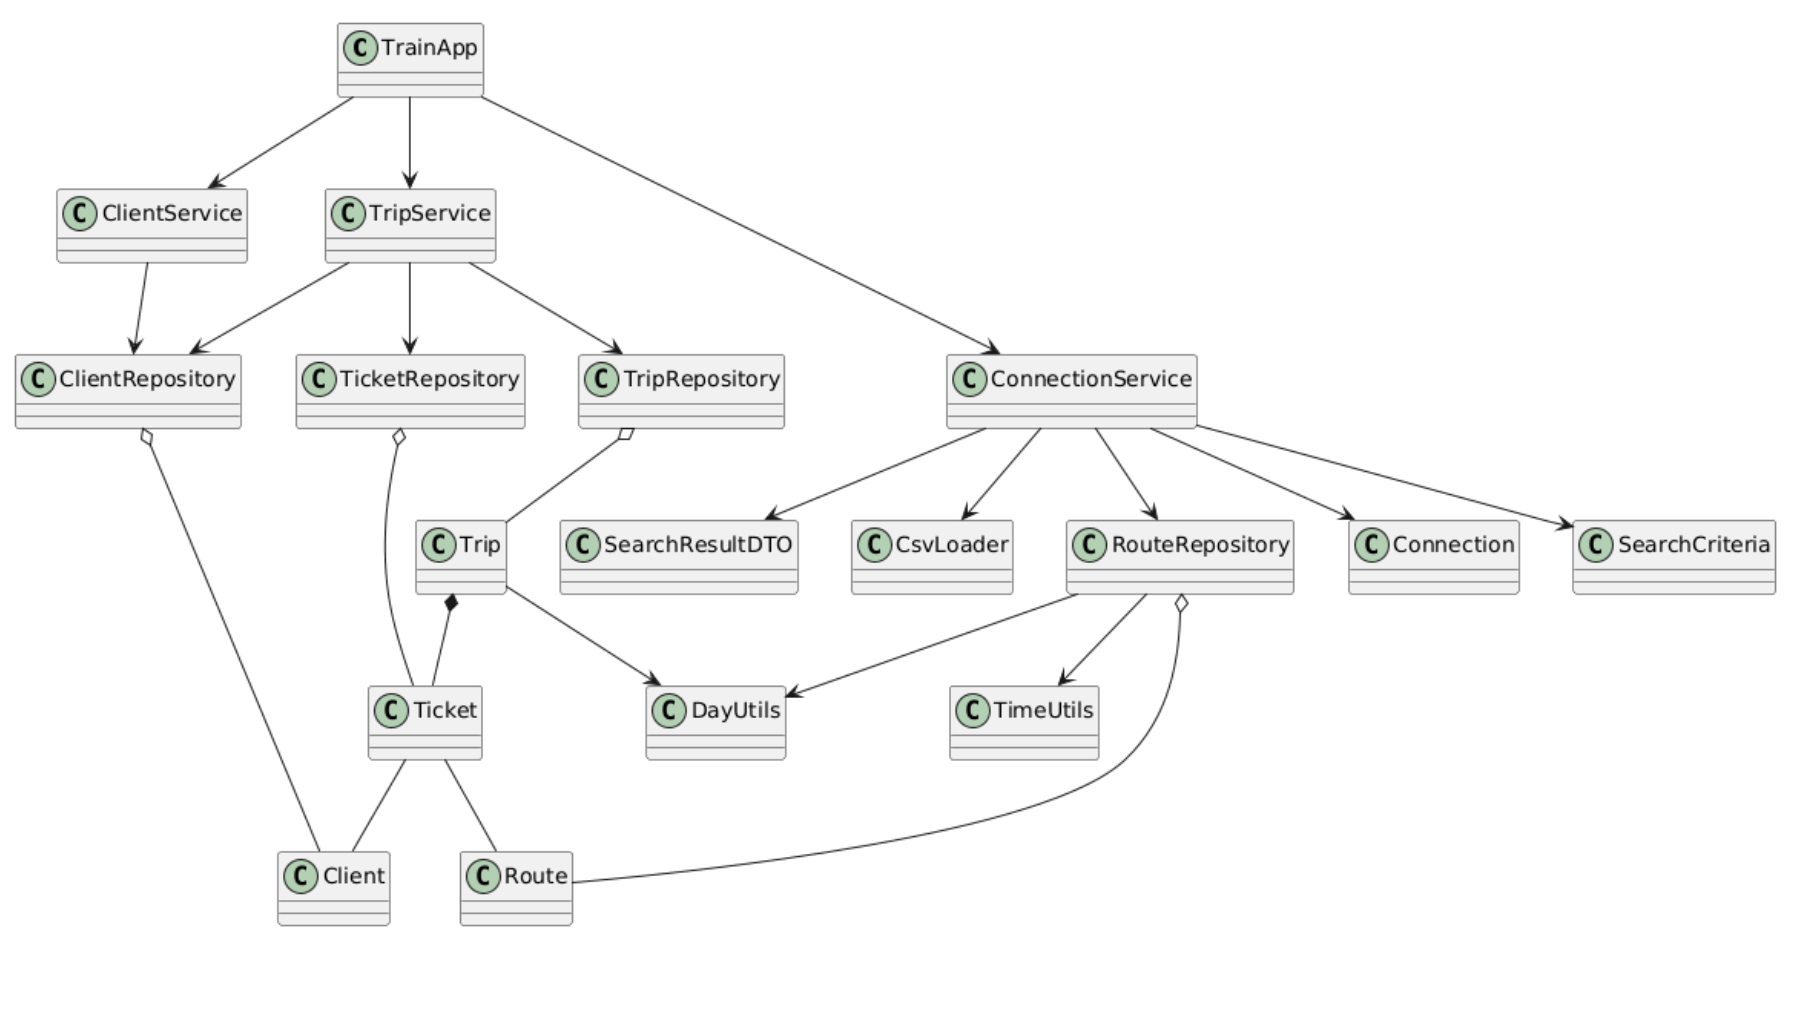 C TrainApp
C ClientService
C TripService
C ClientRepository
C TicketRepository
C TripRepository
C ConnectionService
C Trip
C SearchResultDTO
C CsvLoader
C RouteRepository
C Connection
C SearchCriteria
C Ticket
C DayUtils
C TimeUtils
C Client
C Route